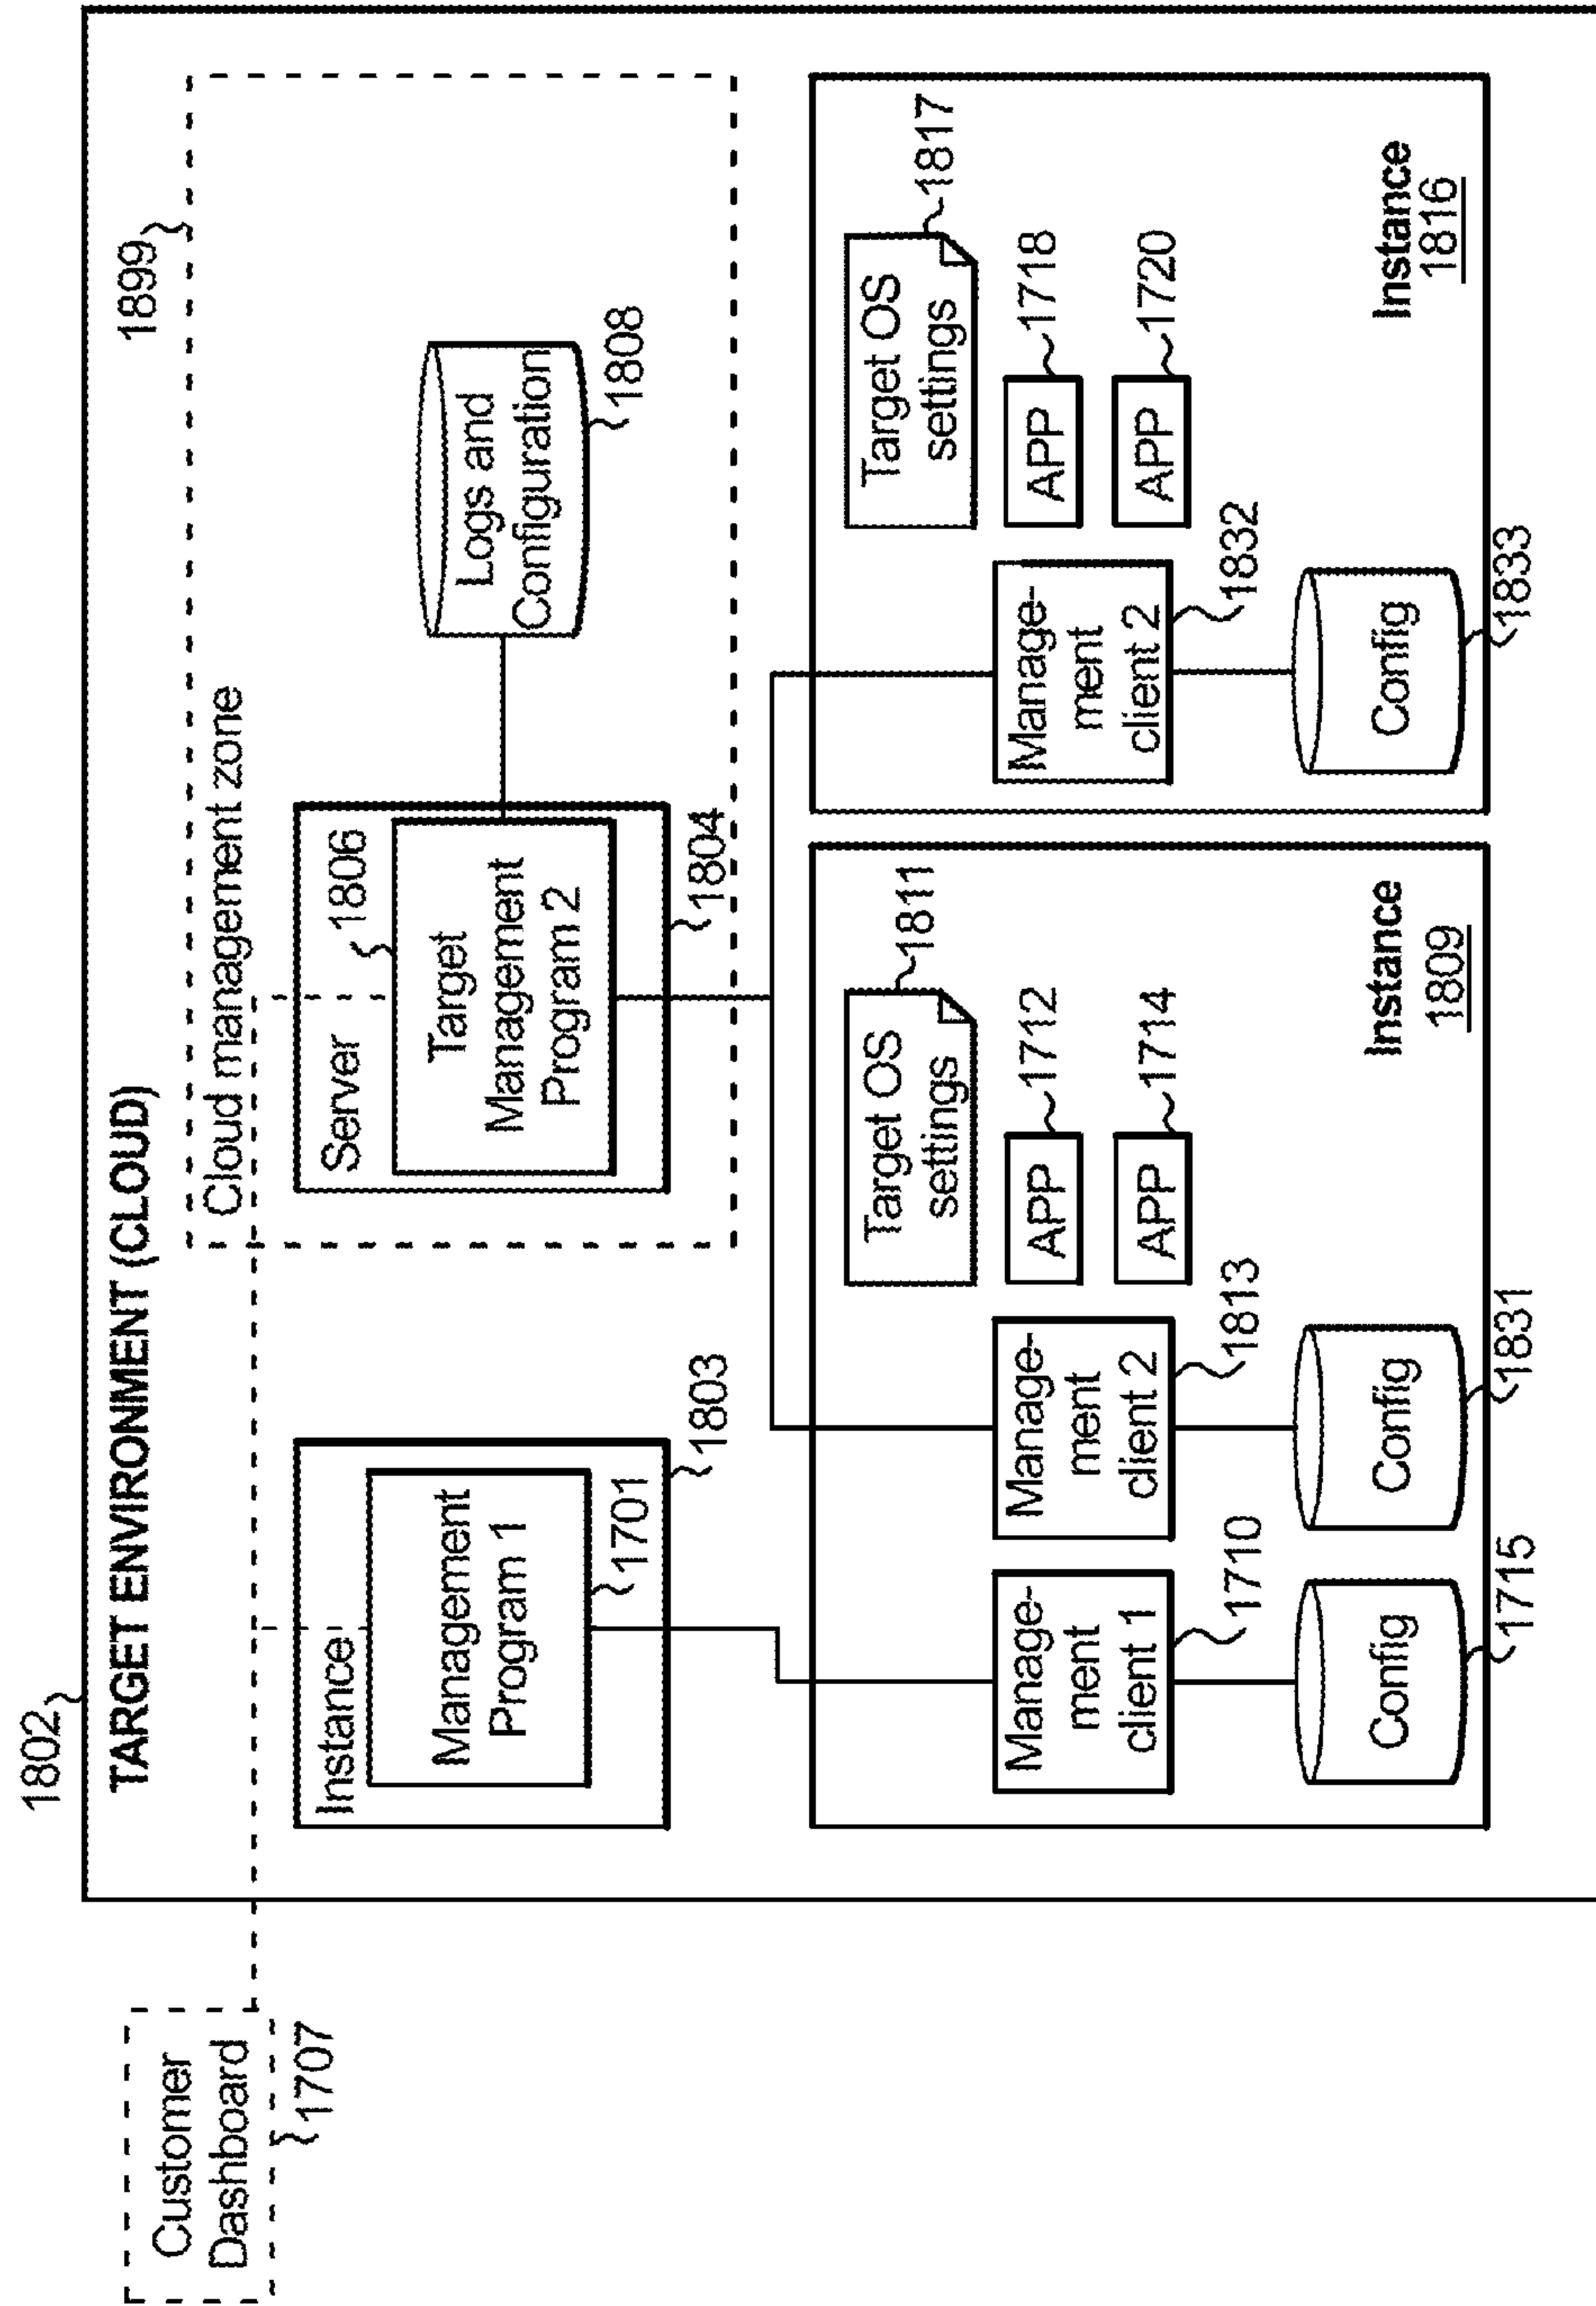 1802
TARGET ENVIRONMENT (CLOUD)
1899
Customer
Dashboard
1707
Cloud management zone
Instance
Management
Program 1
1701
1803
Server
1806
Target
Management
Program 2
1804
Logs and
Configuration
1808
Target OS
settings
1811
Manage-
ment
client 1
1710
Manage-
ment
client 2
1813
APP
1712
APP
1714
Config
1715
Config
1831
Instance
1809
Target OS
settings
1817
Manage-
ment
client 2
1832
APP
1718
APP
1720
Config
1833
Instance
1816